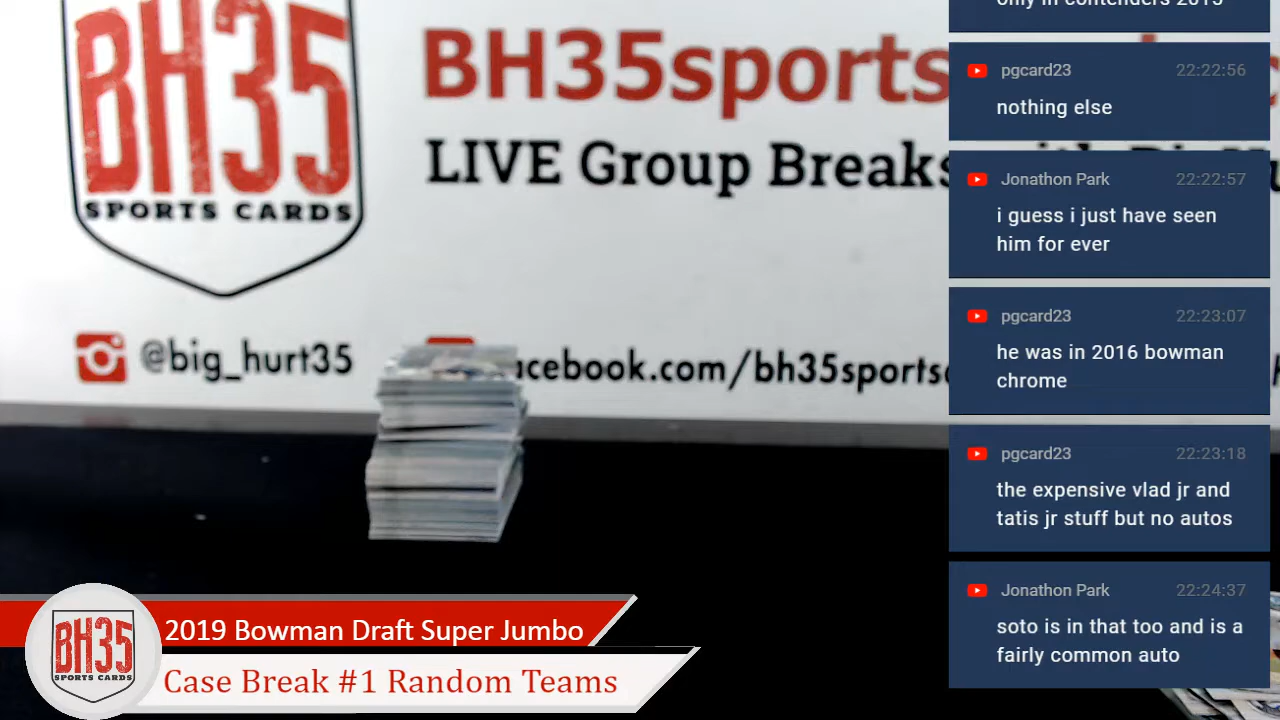 BH35
SPORTS CARDS
BH35sports
LIVE Group Breaks
@big_hurt35
acebook.com/bh35sports
only in contenders 2015
pgcard23 22:22:56
nothing else
Jonathon Park 22:22:57
i guess i just have seen
him for ever
pgcard23 22:23:07
he was in 2016 bowman
chrome
pgcard23 22:23:18
the expensive vlad jr and
tatis jr stuff but no autos
Jonathon Park 22:24:37
soto is in that too and is a
fairly common auto
BH35
SPORTS CARDS
2019 Bowman Draft Super Jumbo
Case Break #1 Random Teams